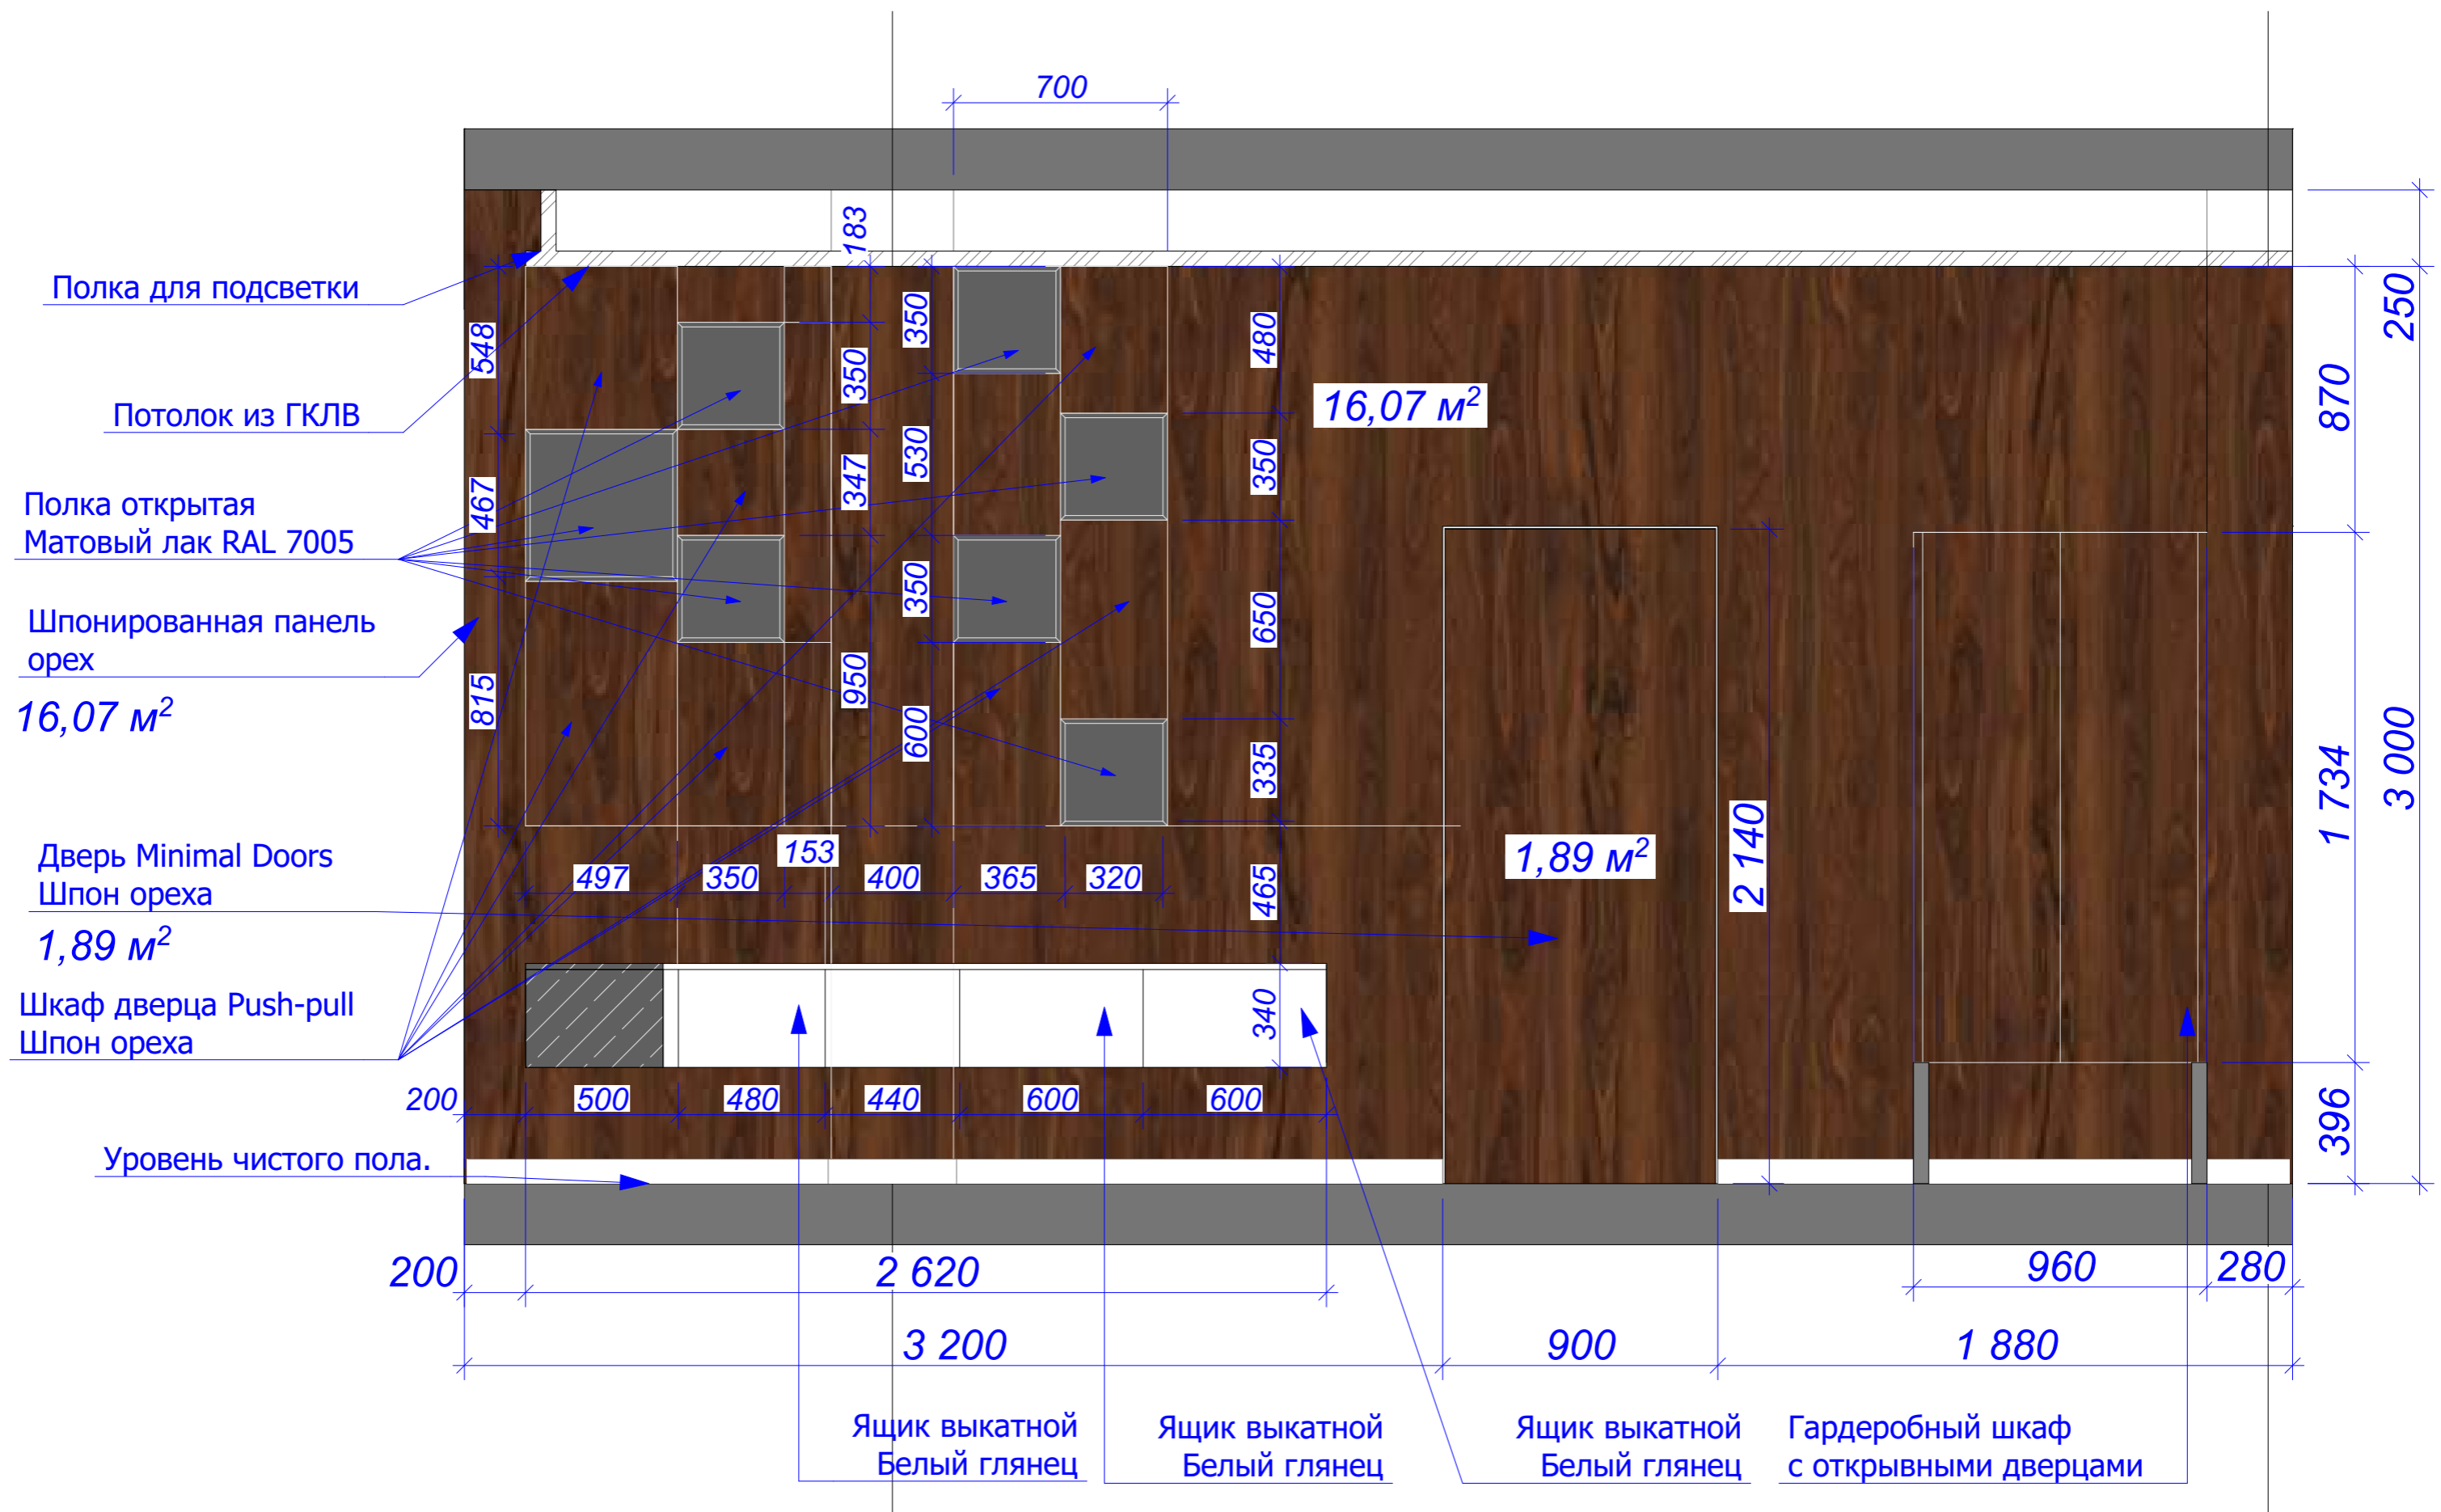 700
183
Полка для подсветки
548
350
350
480
250
870
Потолок из ГКЛВ
16,07 м²
467
347
530
350
Полка открытая
Матовый лак RAL 7005
Шпонированная панель
орех
16,07 м²
815
950
350
600
650
335
1 734
3 000
Дверь Minimal Doors
Шпон ореха
1,89 м²
153
497
350
400
365
320
465
1,89 м²
2 140
Шкаф дверца Push-pull
Шпон ореха
340
200
500
480
440
600
600
396
Уровень чистого пола.
200
2 620
960
280
3 200
900
1 880
Ящик выкатной
Белый глянец
Ящик выкатной
Белый глянец
Ящик выкатной
Белый глянец
Гардеробный шкаф
с открывными дверцами